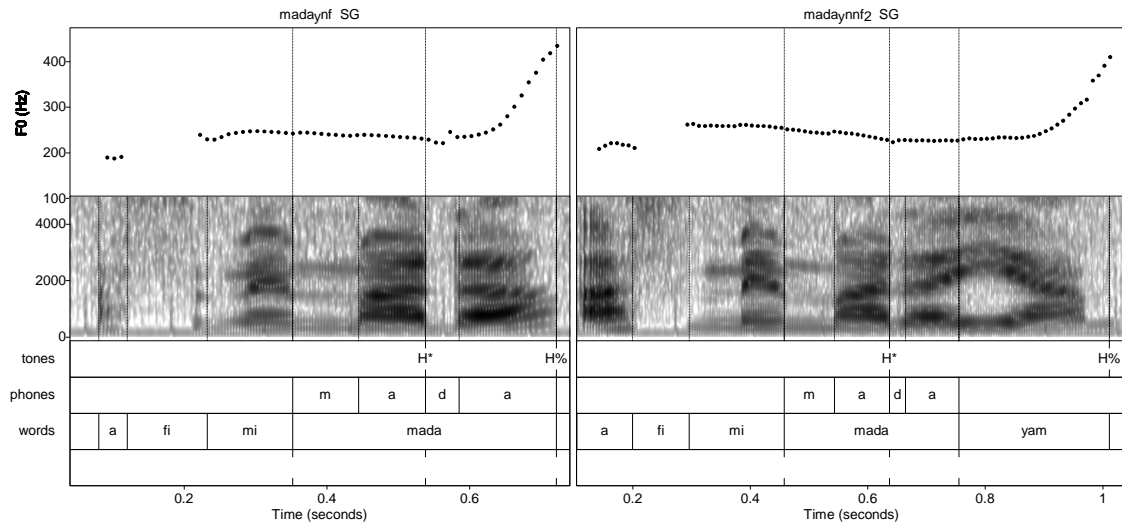 madaynf SG madaynnf2 SG
F0 (Hz)
400
300
200
100
4000
2000
0
tones H* H% H* H%
phones m a d a m a d a
words a fi mi mada a fi mi mada yam
0.2 0.4 0.6 0.2 0.4 0.6 0.8 1
Time (seconds) Time (seconds)